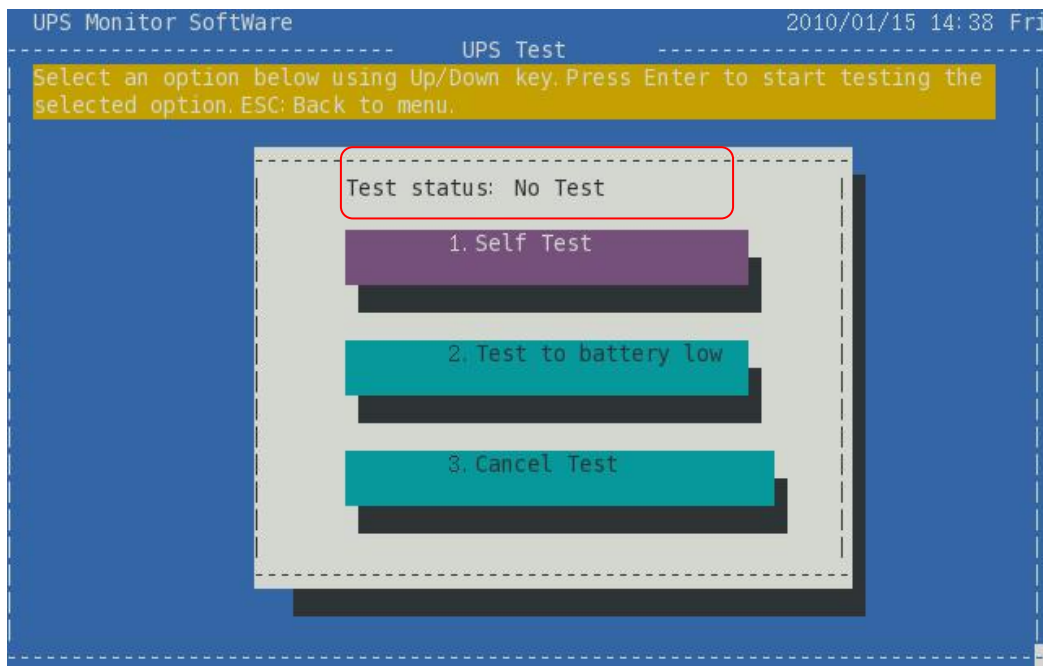 UPS Monitor SoftWare 2010/01/15 14:38 Fri
UPS Test
Select an option below using Up/Down key.Press Enter to start testing the
selected option.ESC:Back to menu.
Test status: No Test
1.Self Test
2.Test to battery low
3.Cancel Test